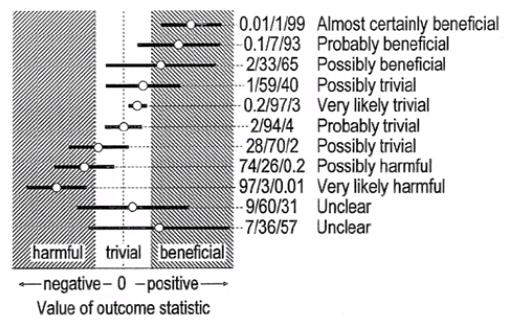 0.01/1/99 Almost certainly beneficial
0.1/7/93 Probably beneficial
2/33/65 Possibly beneficial
1/59/40 Possibly trivial
0.2/97/3 Very likely trivial
2/94/4 Probably trivial
28/70/2 Possibly trivial
74/26/0.2 Possibly harmful
97/3/0.01 Very likely harmful
9/60/31 Unclear
7/36/57 Unclear
harmful trivial beneficial
negative – 0 – positive
Value of outcome statistic